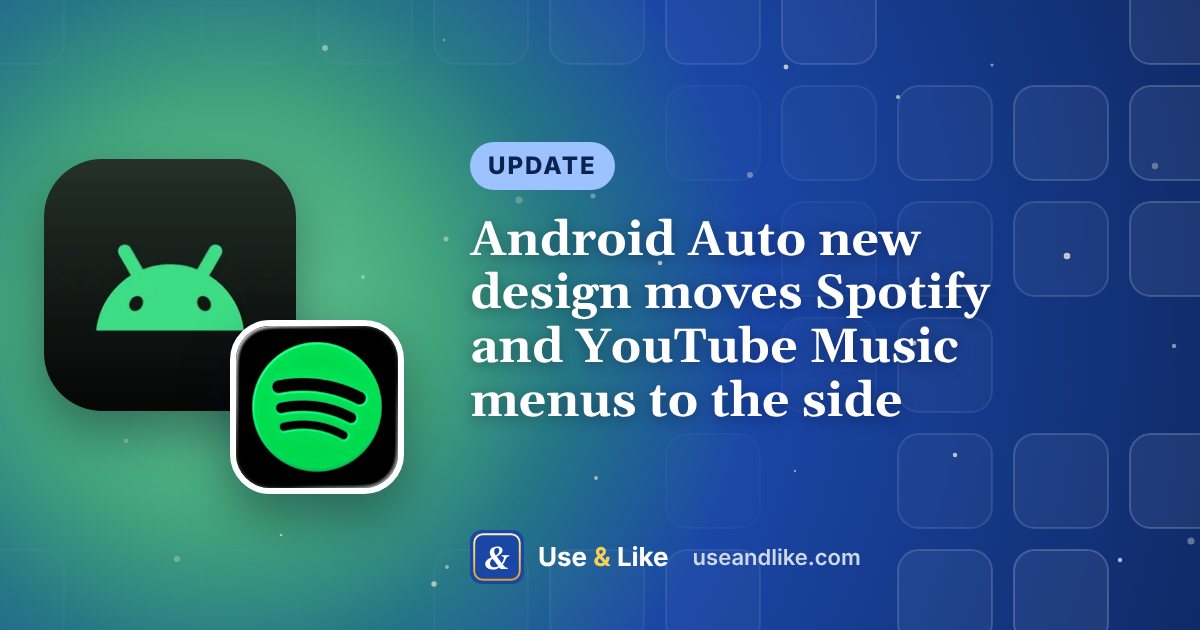 UPDATE
Android Auto new
design moves Spotify
and YouTube Music
menus to the side
& Use & Like useandlike.com